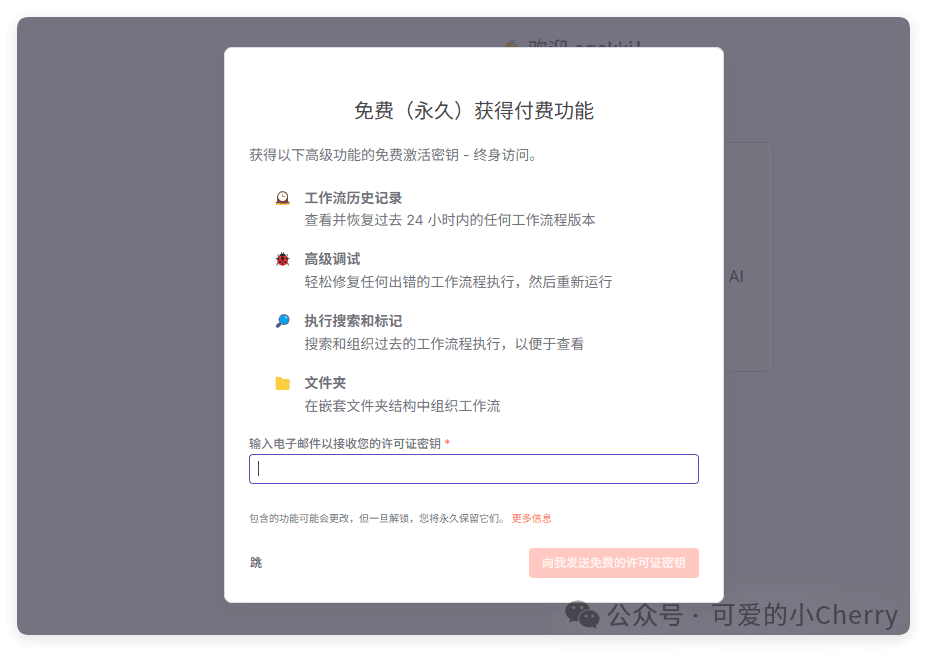 欢迎
免费（永久）获得付费功能
获得以下高级功能的免费激活密钥 - 终身访问。
工作流历史记录
查看并恢复过去 24 小时内的任何工作流程版本
高级调试
轻松修复任何出错的工作流程执行，然后重新运行
AI
执行搜索和标记
搜索和组织过去的工作流程执行，以便于查看
文件夹
在嵌套文件夹结构中组织工作流
输入电子邮件以接收您的许可证密钥 *
包含的功能可能会更改，但一旦解锁，您将永久保留它们。 更多信息
跳
向我发送免费的许可证密钥
公众号 · 可爱的小Cherry